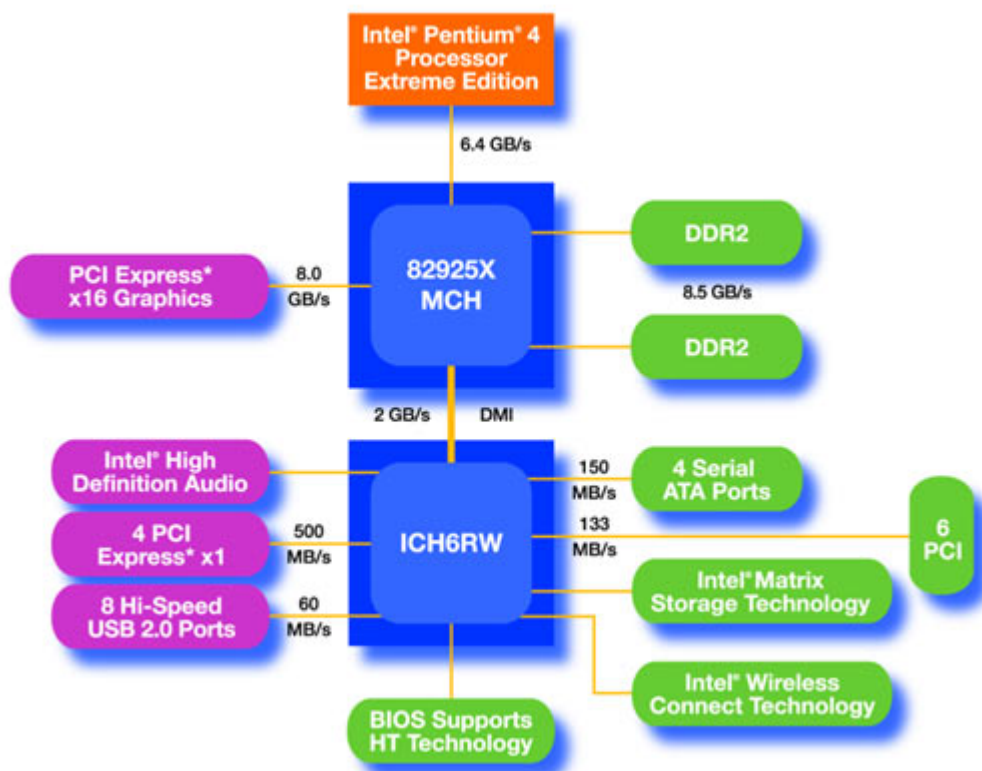 Intel® Pentium® 4
Processor
Extreme Edition
6.4 GB/s
82925X
MCH
DDR2
8.5 GB/s
DDR2
PCI Express*
x16 Graphics
8.0
GB/s
2 GB/s
DMI
Intel® High
Definition Audio
4 PCI
Express* x1
500
MB/s
8 Hi-Speed
USB 2.0 Ports
60
MB/s
ICH6RW
150
MB/s
4 Serial
ATA Ports
133
MB/s
6
PCI
Intel® Matrix
Storage Technology
Intel® Wireless
Connect Technology
BIOS Supports
HT Technology